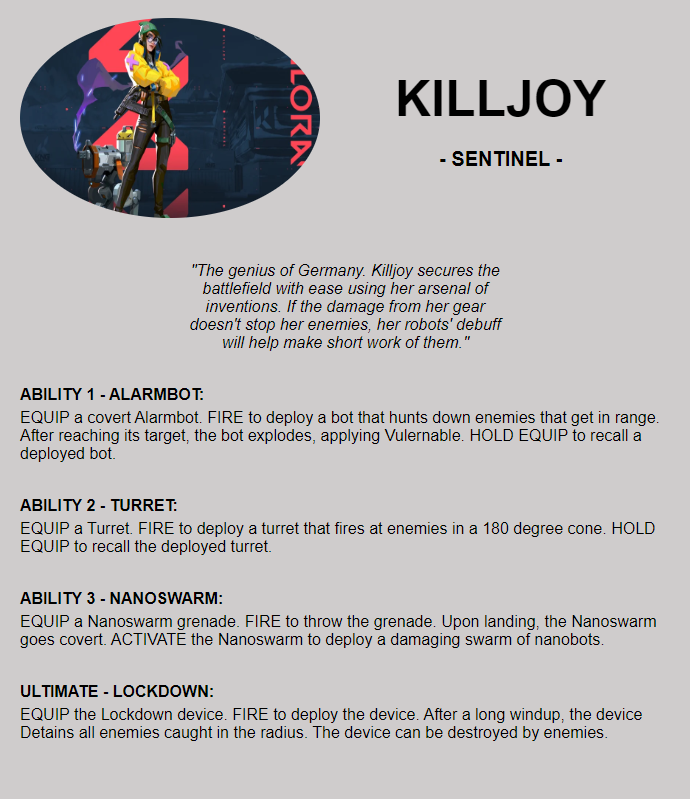 KILLJOY
- SENTINEL -
"The genius of Germany. Killjoy secures the
battlefield with ease using her arsenal of
inventions. If the damage from her gear
doesn't stop her enemies, her robots' debuff
will help make short work of them."
ABILITY 1 - ALARMBOT:
EQUIP a covert Alarmbot. FIRE to deploy a bot that hunts down enemies that get in range.
After reaching its target, the bot explodes, applying Vulernable. HOLD EQUIP to recall a
deployed bot.
ABILITY 2 - TURRET:
EQUIP a Turret. FIRE to deploy a turret that fires at enemies in a 180 degree cone. HOLD
EQUIP to recall the deployed turret.
ABILITY 3 - NANOSWARM:
EQUIP a Nanoswarm grenade. FIRE to throw the grenade. Upon landing, the Nanoswarm
goes covert. ACTIVATE the Nanoswarm to deploy a damaging swarm of nanobots.
ULTIMATE - LOCKDOWN:
EQUIP the Lockdown device. FIRE to deploy the device. After a long windup, the device
Detains all enemies caught in the radius. The device can be destroyed by enemies.